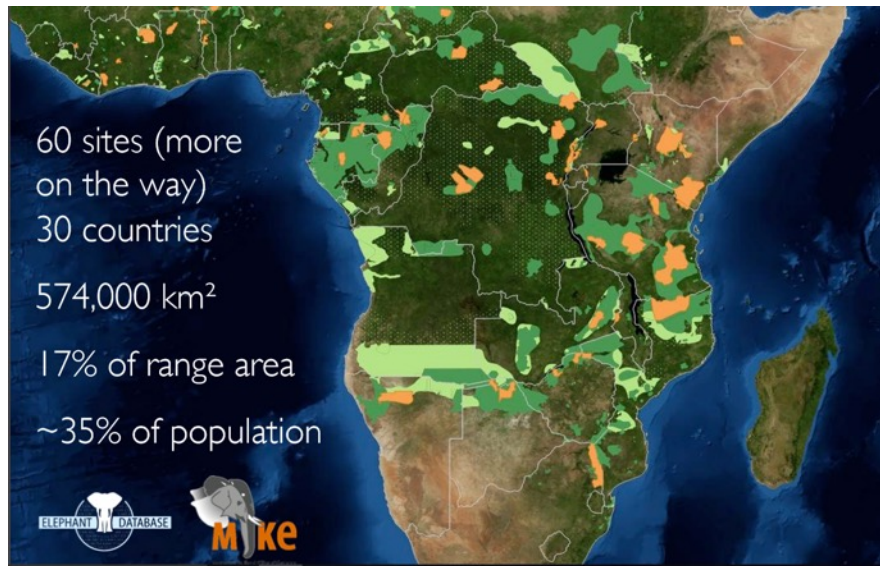 60 sites (more
on the way)
30 countries
574,000 km²
17% of range area
~35% of population
ELEPHANT DATABASE
MIKE